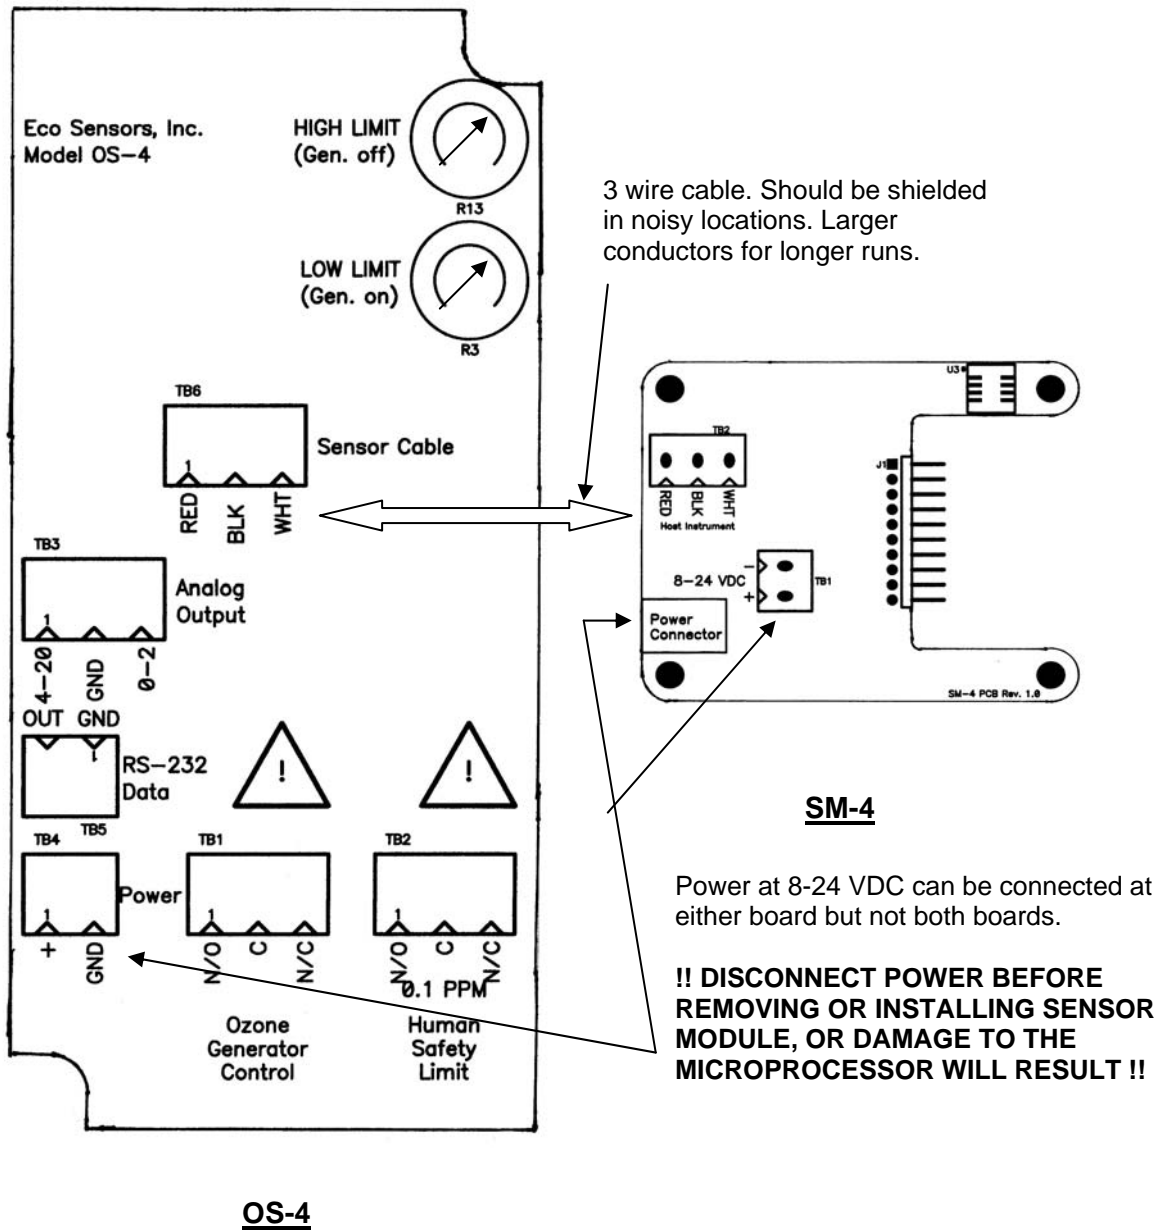 Eco Sensors, Inc.
Model OS-4
HIGH LIMIT
(Gen. off)
R13
LOW LIMIT
(Gen. on)
R3
3 wire cable. Should be shielded
in noisy locations. Larger
conductors for longer runs.
TB6
1
RED BLK WHT
Sensor Cable
TB3
1
4-20 GND 0-2
Analog
Output
OUT GND
1
RS-232
Data
TB5
! !
TB4
1
+ GND
Power
TB1
1
N/O C N/C
Ozone
Generator
Control
TB2
1
N/O C N/C
0.1 PPM
Human
Safety
Limit
OS-4
U3
TB2
RED BLK WHT
Host Instrument
J1
8-24 VDC
-
+
TB1
Power
Connector
SM-4 PCB Rev. 1.0
SM-4
Power at 8-24 VDC can be connected at
either board but not both boards.
!! DISCONNECT POWER BEFORE
REMOVING OR INSTALLING SENSOR
MODULE, OR DAMAGE TO THE
MICROPROCESSOR WILL RESULT !!